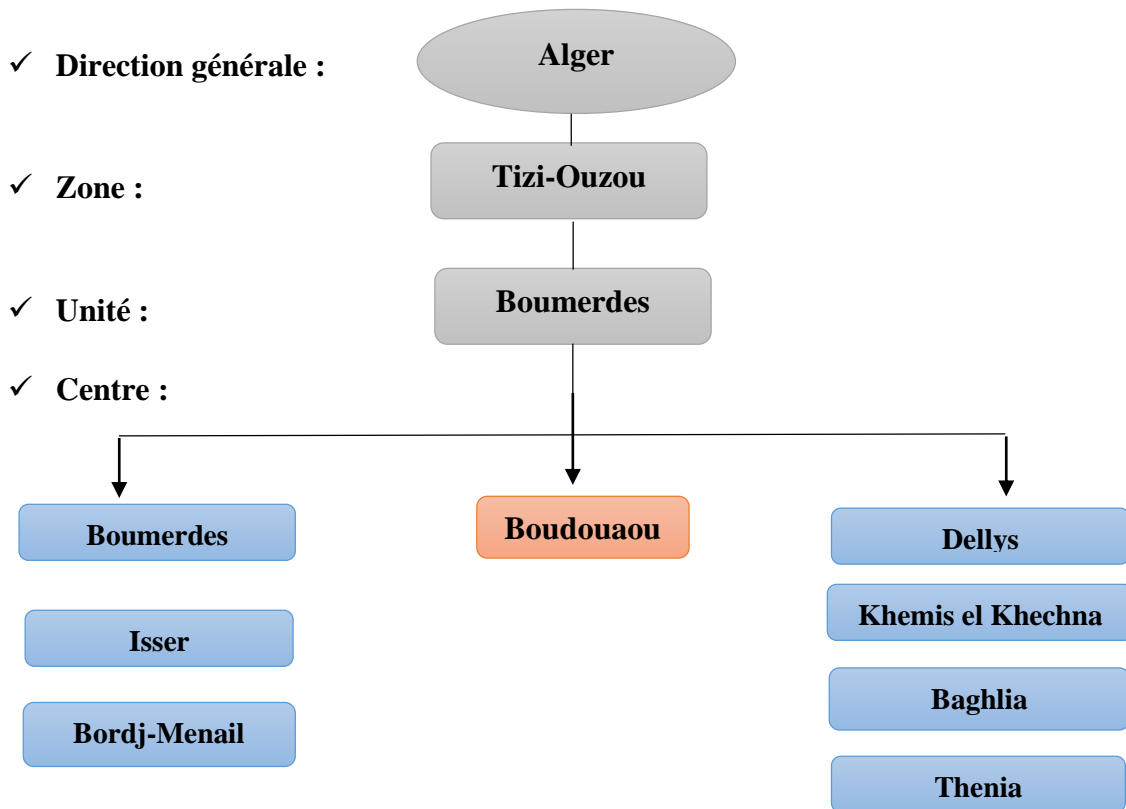 ✓ Direction générale :
Alger
✓ Zone :
Tizi-Ouzou
✓ Unité :
Boumerdes
✓ Centre :
Boumerdes
Boudouaou
Dellys
Isser
Khemis el Khechna
Bordj-Menail
Baghlia
Thenia